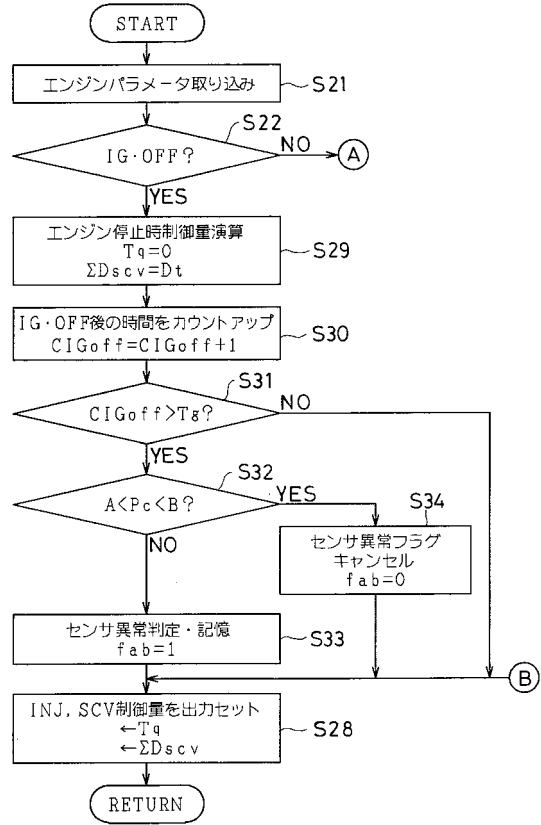 START
エンジンパラメータ取り込み
S21
S22
IG·OFF?
NO
A
YES
エンジン停止時制御量演算
Tq=0
ΣDscv=Dt
S29
IG·OFF後の時間をカウントアップ
CIGoff=CIGoff+1
S30
S31
CIGoff>Tg?
NO
YES
S32
A<Pc<B?
YES
S34
NO
センサ異常フラグ
キャンセル
fab=0
センサ異常判定・記憶
fab=1
S33
B
INJ,SCV制御量を出力セット
←Tq
←ΣDscv
S28
RETURN